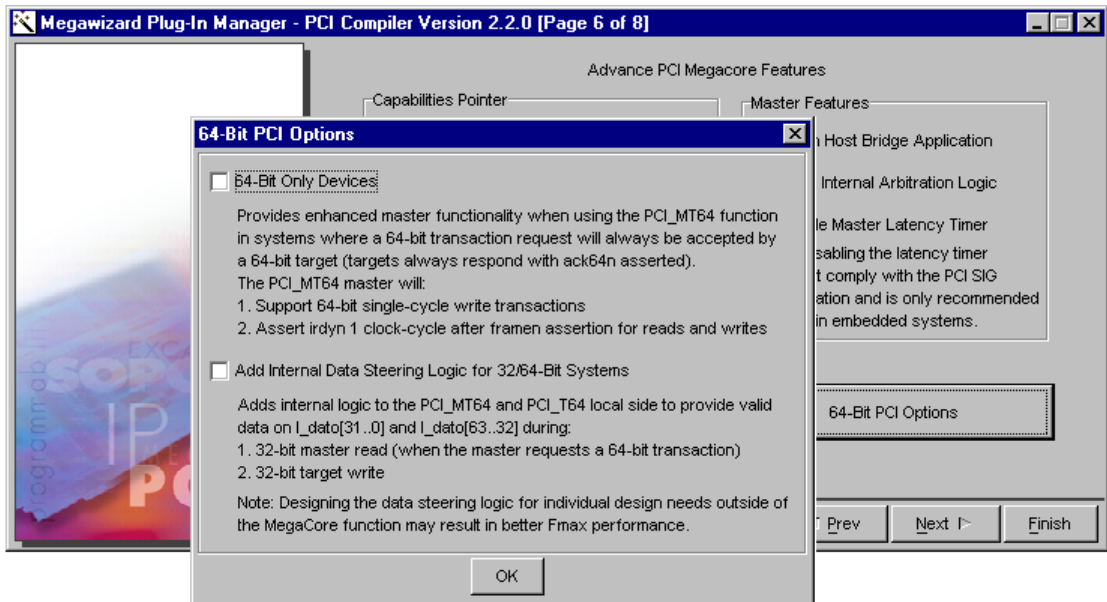 Megawizard Plug-In Manager - PCI Compiler Version 2.2.0 [Page 6 of 8]
Advance PCI Megacore Features
Capabilities Pointer
Master Features
Host Bridge Application
Internal Arbitration Logic
Master Latency Timer
the latency timer
comply with the PCI SIG
and is only recommended
in embedded systems.
64-Bit PCI Options
64-Bit PCI Options
64-Bit Only Devices
Provides enhanced master functionality when using the PCI_MT64 function
in systems where a 64-bit transaction request will always be accepted by
a 64-bit target (targets always respond with ack64n asserted).
The PCI_MT64 master will:
1. Support 64-bit single-cycle write transactions
2. Assert irdyn 1 clock-cycle after framen assertion for reads and writes
Add Internal Data Steering Logic for 32/64-Bit Systems
Adds internal logic to the PCI_MT64 and PCI_T64 local side to provide valid
data on l_dato[31..0] and l_dato[63..32] during:
1. 32-bit master read (when the master requests a 64-bit transaction)
2. 32-bit target write
Note: Designing the data steering logic for individual design needs outside of
the MegaCore function may result in better Fmax performance.
OK
Prev
Next
Finish
SOP
IP